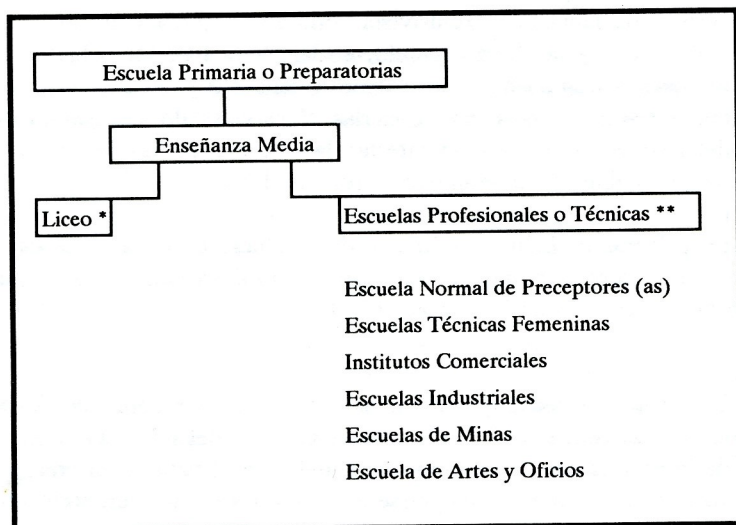 Escuela Primaria o Preparatorias
Enseñanza Media
Liceo *
Escuelas Profesionales o Técnicas **
Escuela Normal de Preceptores (as)
Escuelas Técnicas Femeninas
Institutos Comerciales
Escuelas Industriales
Escuelas de Minas
Escuela de Artes y Oficios